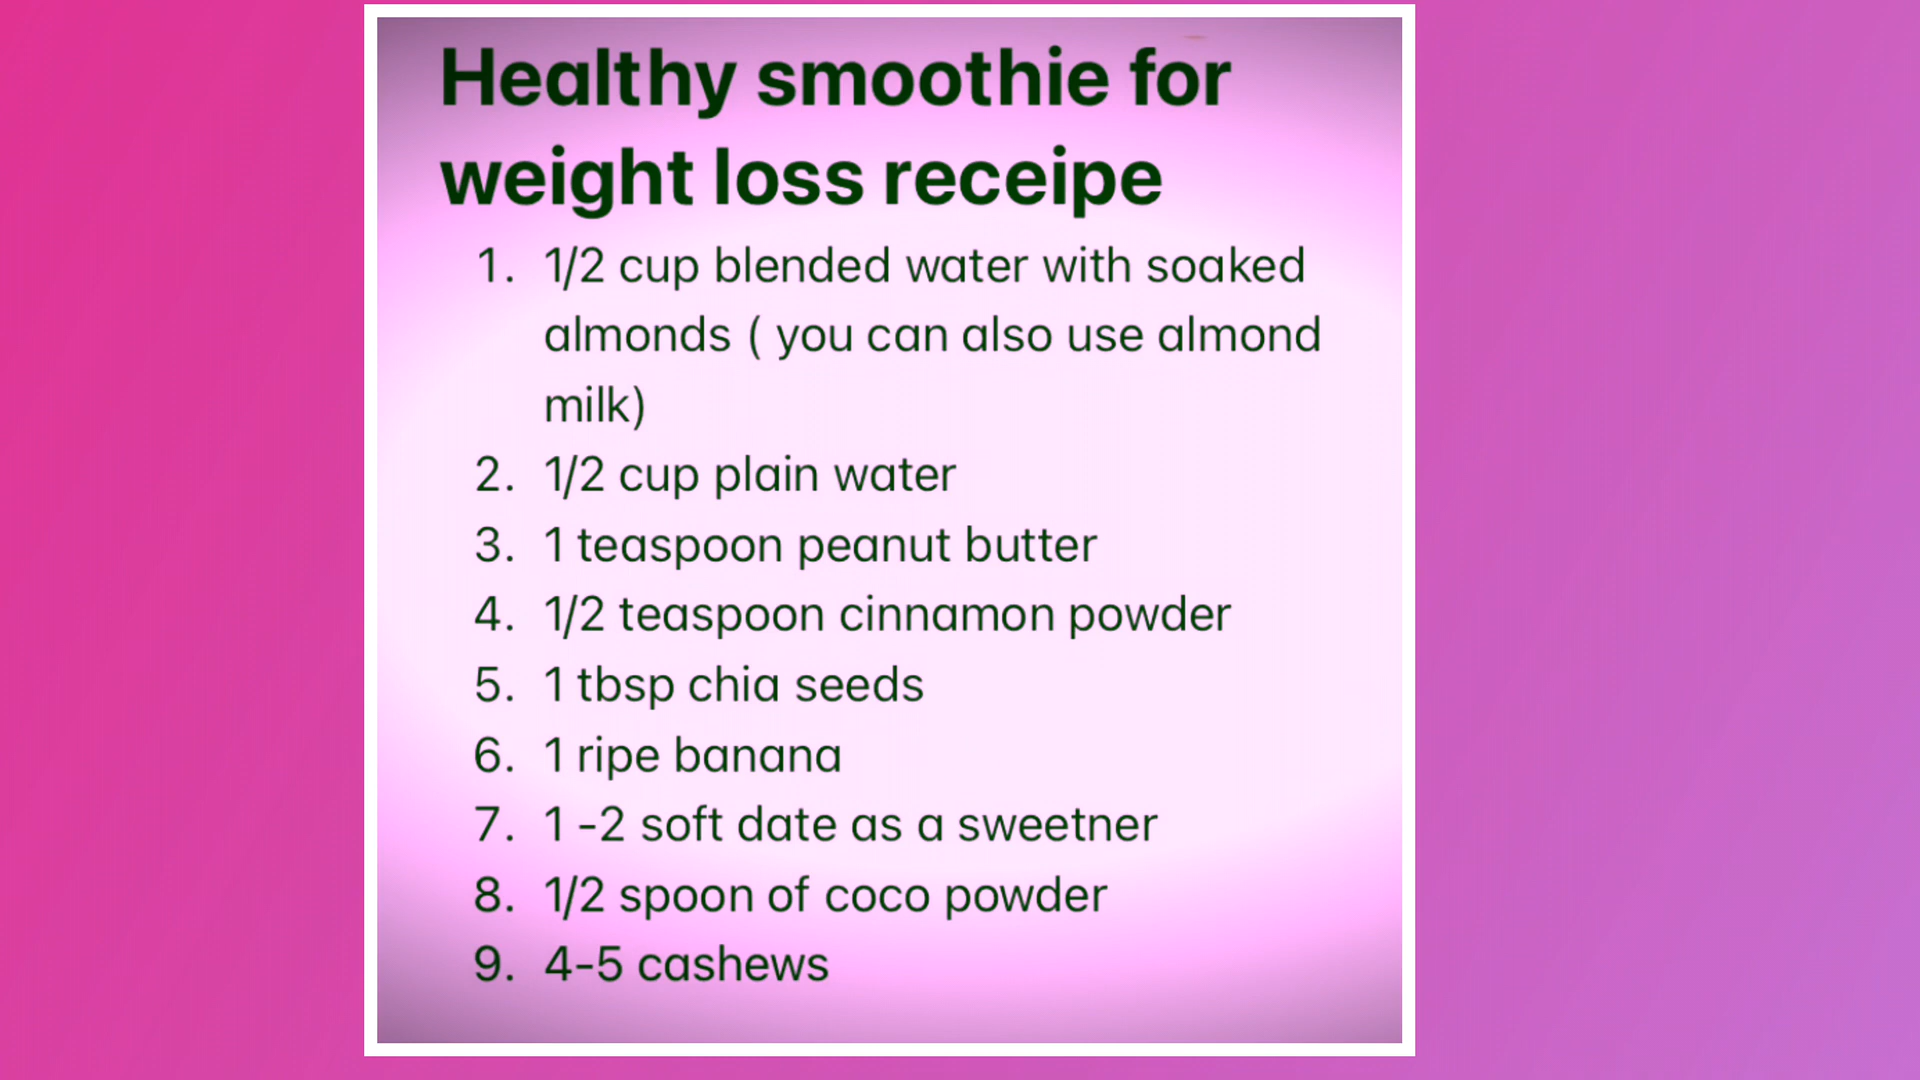 Healthy smoothie for
weight loss receipe
1. 1/2 cup blended water with soaked
almonds ( you can also use almond
milk)
2. 1/2 cup plain water
3. 1 teaspoon peanut butter
4. 1/2 teaspoon cinnamon powder
5. 1 tbsp chia seeds
6. 1 ripe banana
7. 1 -2 soft date as a sweetner
8. 1/2 spoon of coco powder
9. 4-5 cashews